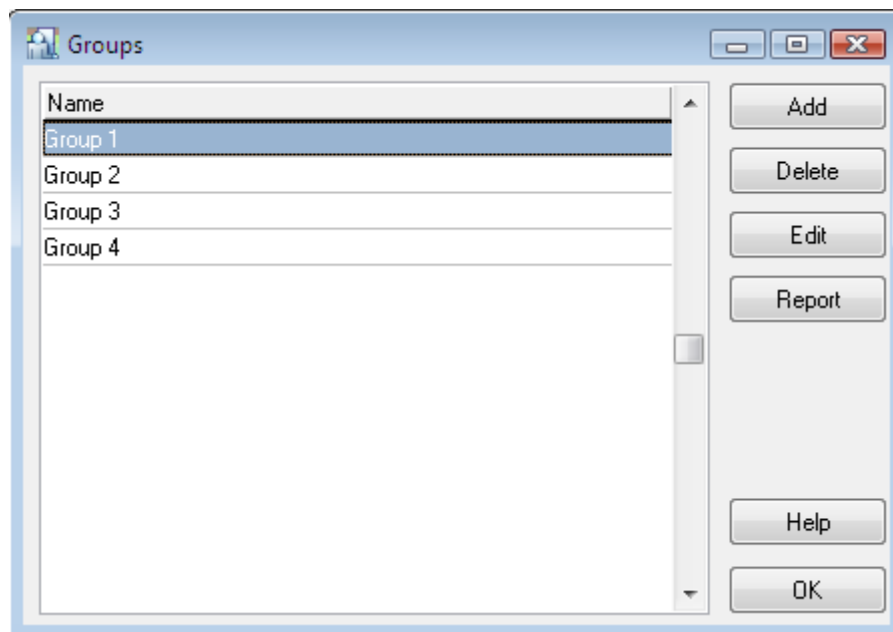 Groups
Name
Group 1
Group 2
Group 3
Group 4
Add
Delete
Edit
Report
Help
OK